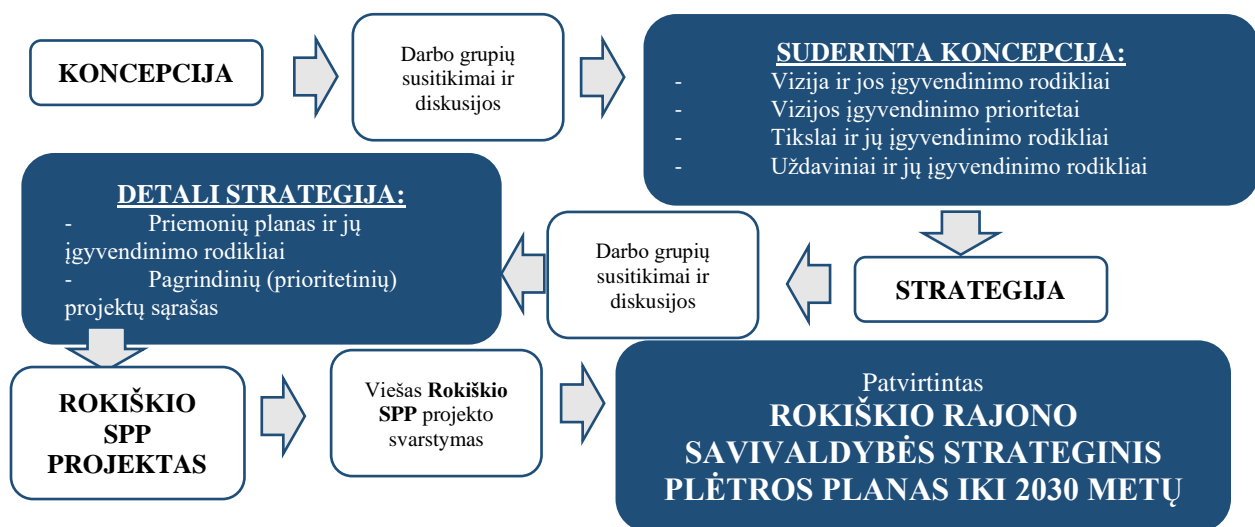 KONCEPCIJA
Darbo grupių
susitikimai ir
diskusijos
SUDERINTA KONCEPCIJA:
- Vizija ir jos įgyvendinimo rodikliai
- Vizijos įgyvendinimo prioritetai
- Tikslai ir jų įgyvendinimo rodikliai
- Uždaviniai ir jų įgyvendinimo rodikliai
STRATEGIJA
Darbo grupių
susitikimai ir
diskusijos
DETALI STRATEGIJA:
- Priemonių planas ir jų
įgyvendinimo rodikliai
- Pagrindinių (prioritetinių)
projektų sąrašas
ROKIŠKIO
SPP
PROJEKTAS
Viešas Rokiškio
SPP projekto
svarstymas
Patvirtintas
ROKIŠKIO RAJONO
SAVIVALDYBĖS STRATEGINIS
PLĖTROS PLANAS IKI 2030 METŲ